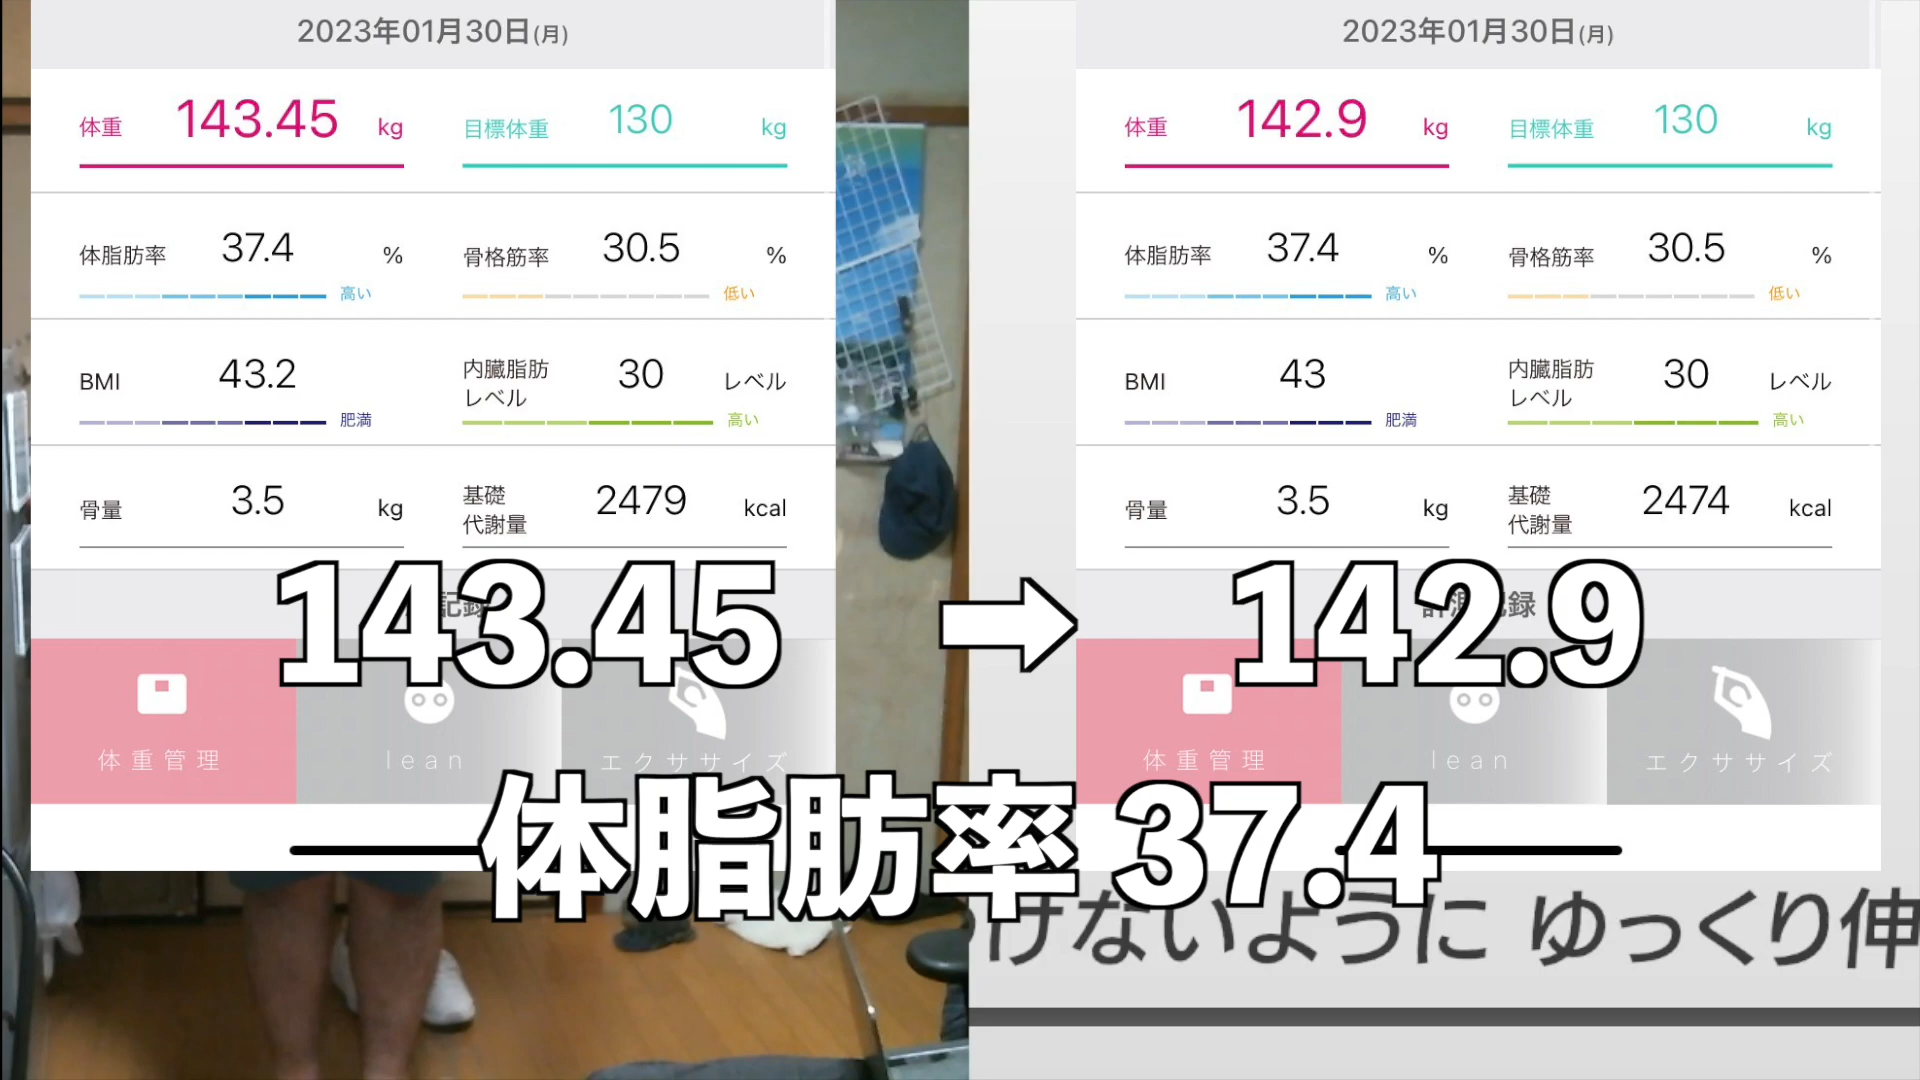 2023年01月30日(月)
体重 143.45 kg
目標体重 130 kg
体脂肪率 37.4 %
高い
骨格筋率 30.5 %
低い
BMI 43.2
肥満
内臓脂肪
レベル 30 レベル
高い
骨量 3.5 kg
基礎
代謝量 2479 kcal
体重管理
lean
エクササイズ
2023年01月30日(月)
体重 142.9 kg
目標体重 130 kg
体脂肪率 37.4 %
高い
骨格筋率 30.5 %
低い
BMI 43
肥満
内臓脂肪
レベル 30 レベル
高い
骨量 3.5 kg
基礎
代謝量 2474 kcal
体重管理
lean
エクササイズ
143.45 ➡ 142.9
体脂肪率 37.4
けないように ゆっくり伸